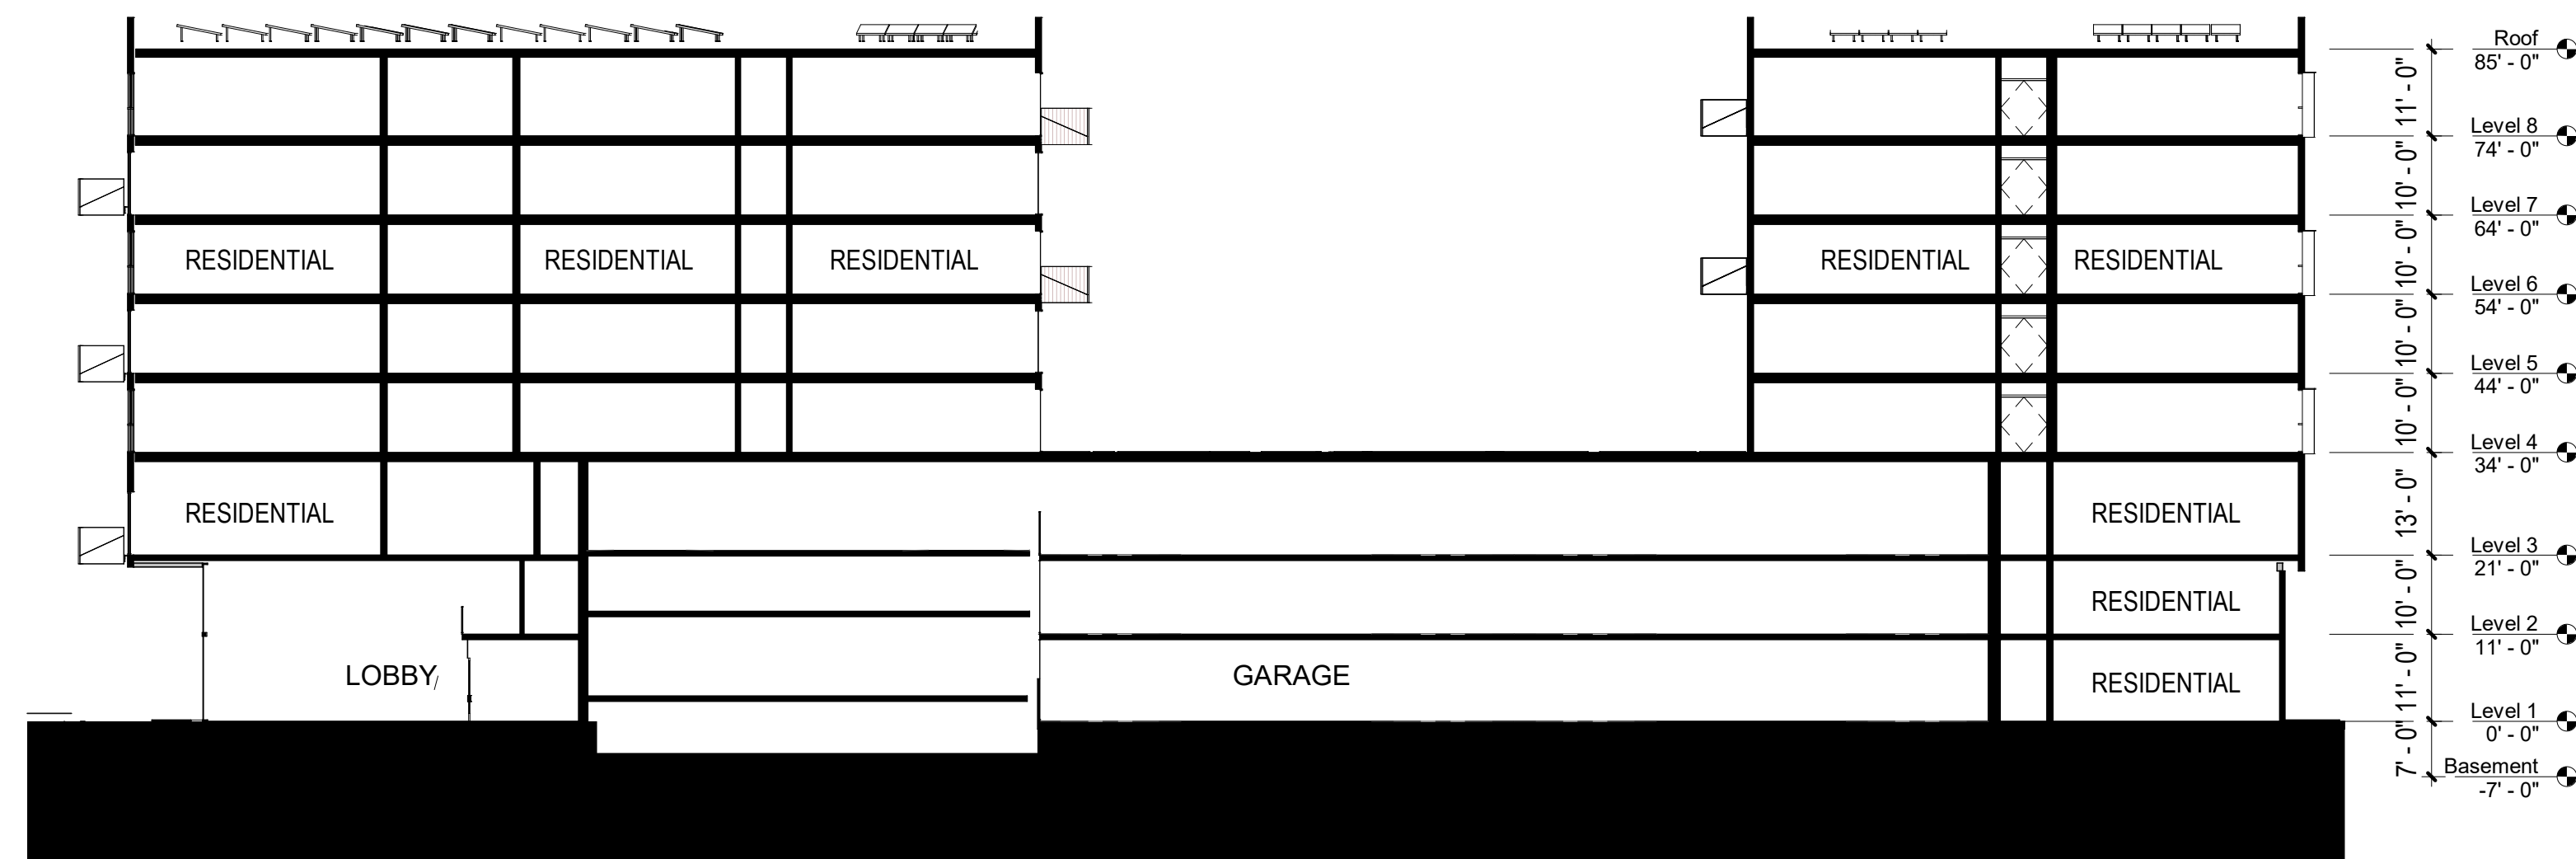 Roof
85' - 0"
11' - 0"
Level 8
74' - 0"
10' - 0"
Level 7
64' - 0"
RESIDENTIAL RESIDENTIAL RESIDENTIAL RESIDENTIAL RESIDENTIAL
10' - 0"
Level 6
54' - 0"
10' - 0"
Level 5
44' - 0"
10' - 0"
Level 4
34' - 0"
RESIDENTIAL RESIDENTIAL
13' - 0"
Level 3
21' - 0"
RESIDENTIAL
10' - 0"
Level 2
11' - 0"
LOBBY GARAGE RESIDENTIAL
11' - 0"
Level 1
0' - 0"
7' - 0"
Basement
-7' - 0"